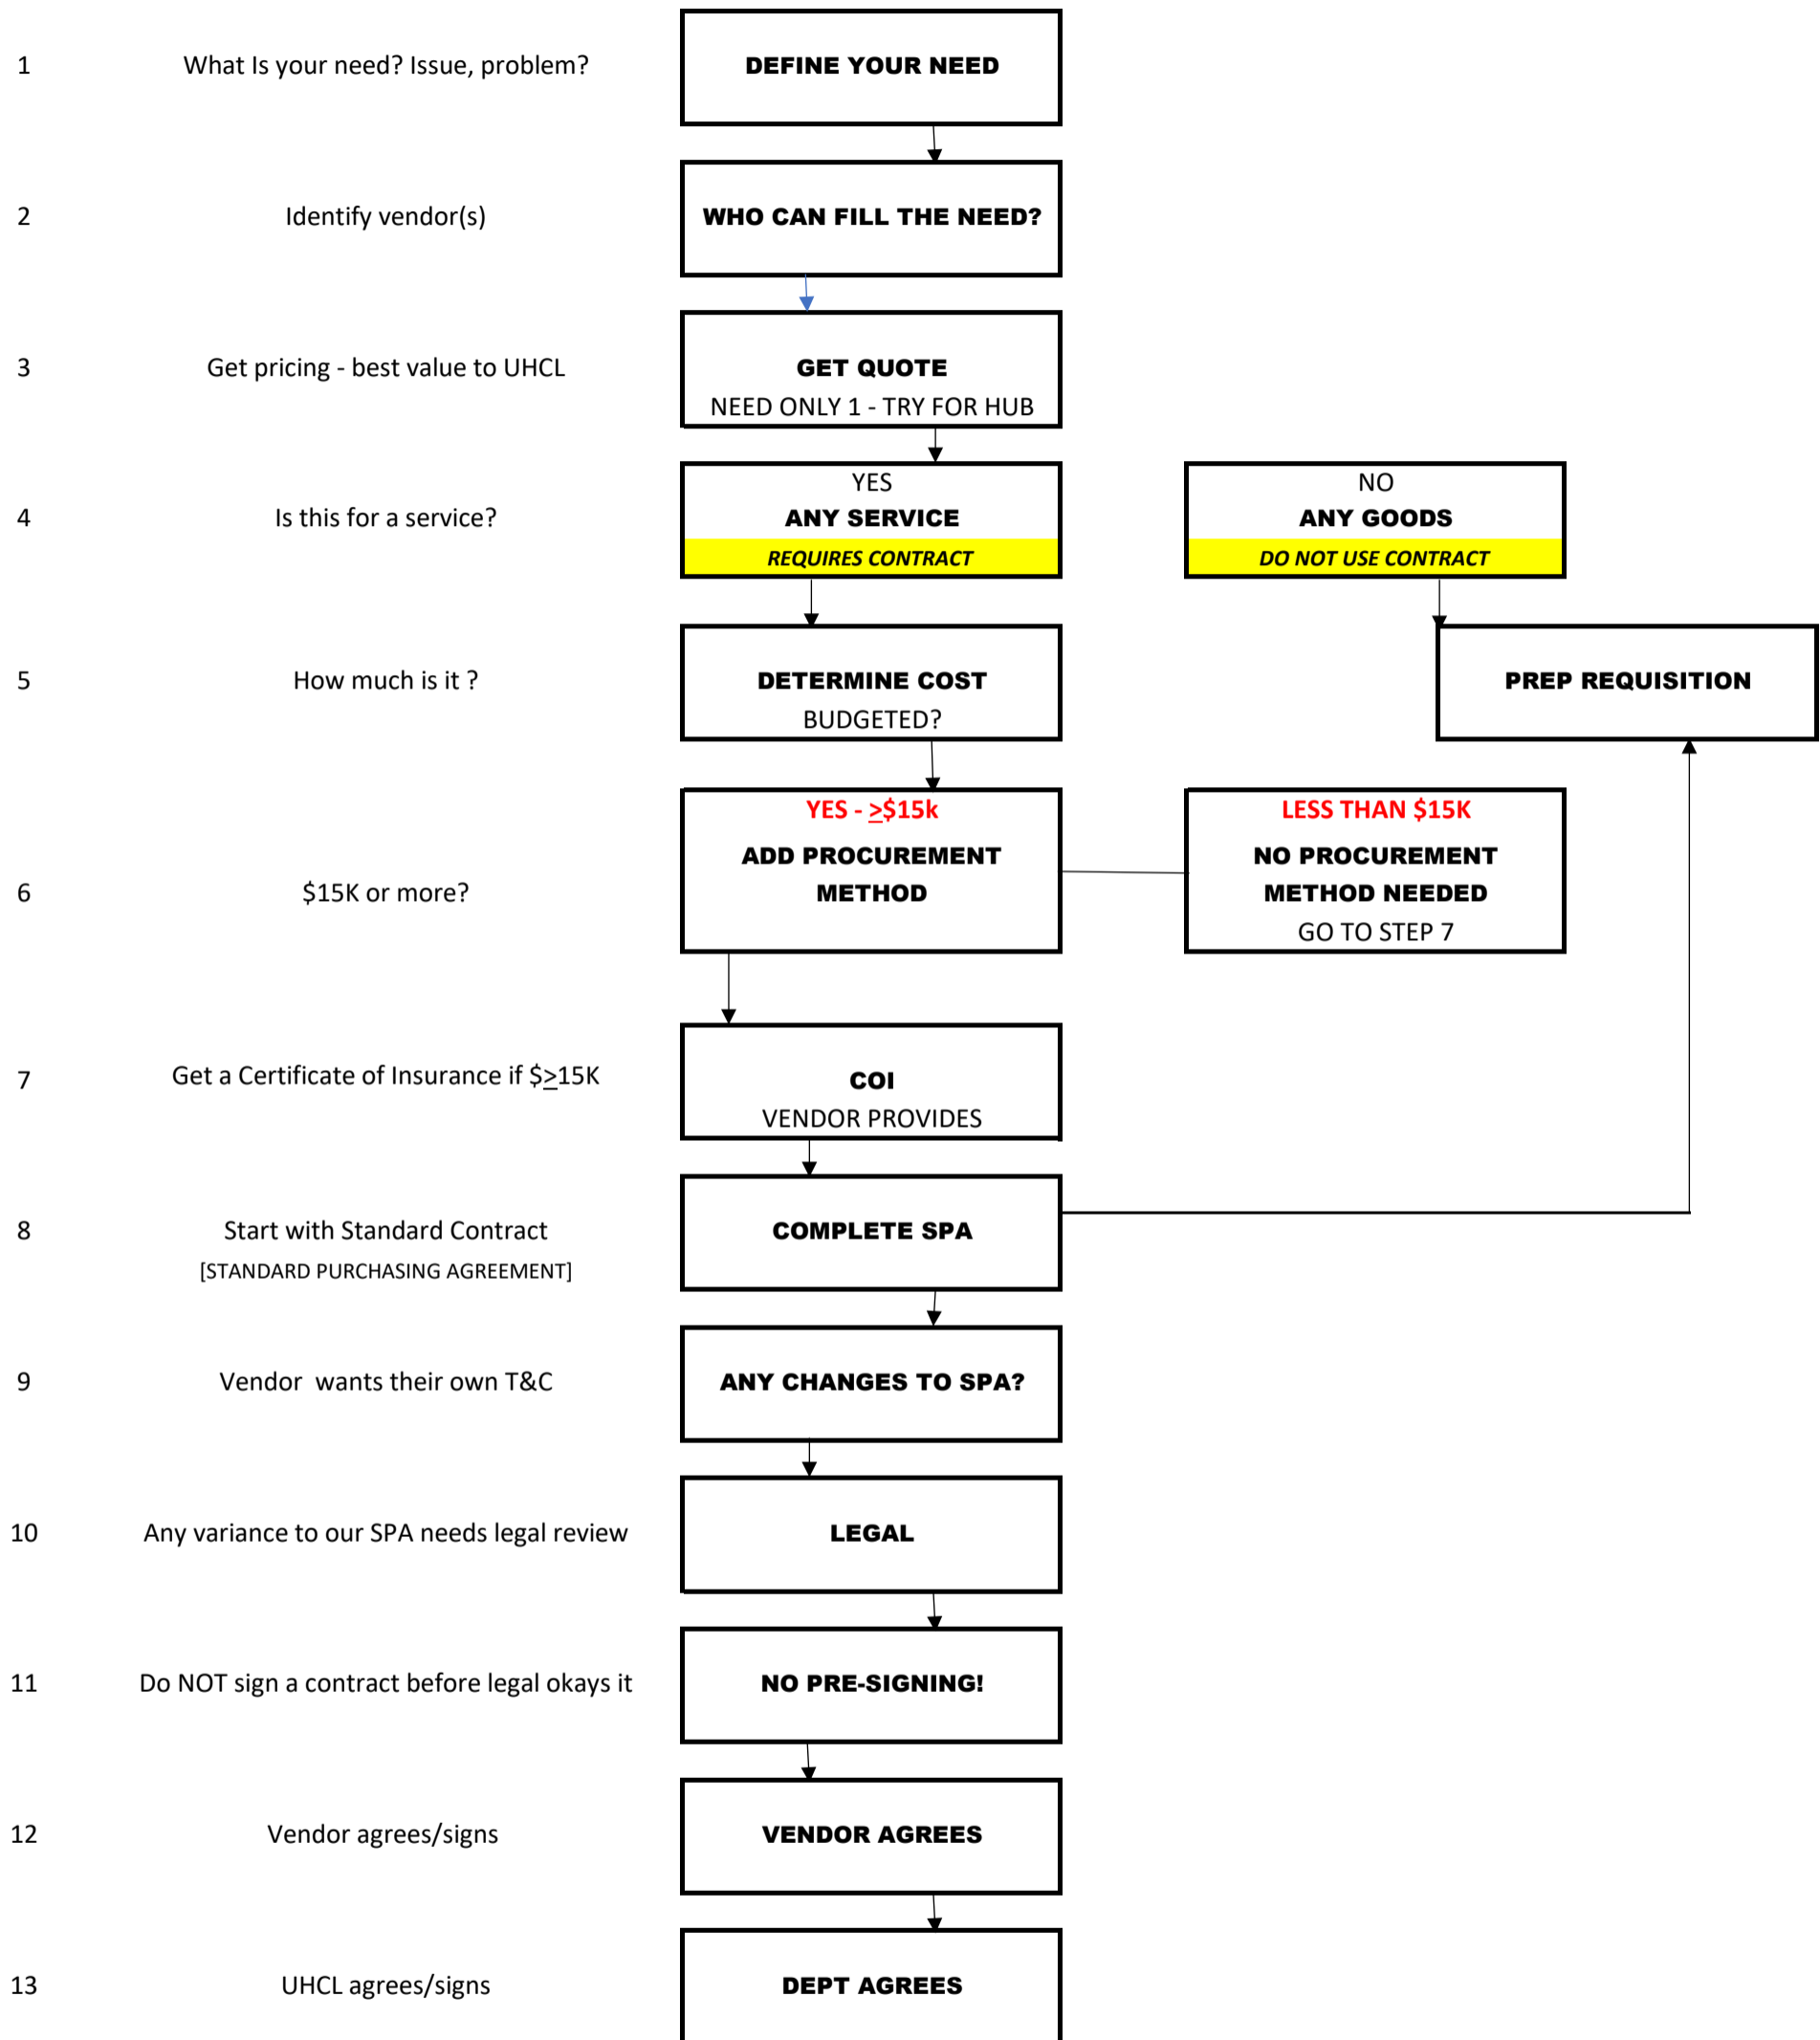 1
What Is your need? Issue, problem?
DEFINE YOUR NEED
2
Identify vendor(s)
WHO CAN FILL THE NEED?
3
Get pricing - best value to UHCL
GET QUOTE
NEED ONLY 1 - TRY FOR HUB
4
Is this for a service?
YES
ANY SERVICE
REQUIRES CONTRACT
NO
ANY GOODS
DO NOT USE CONTRACT
5
How much is it ?
DETERMINE COST
BUDGETED?
PREP REQUISITION
6
$15K or more?
YES - ≥$15k
ADD PROCUREMENT
METHOD
LESS THAN $15K
NO PROCUREMENT
METHOD NEEDED
GO TO STEP 7
7
Get a Certificate of Insurance if $≥15K
COI
VENDOR PROVIDES
8
Start with Standard Contract
[STANDARD PURCHASING AGREEMENT]
COMPLETE SPA
9
Vendor  wants their own T&C
ANY CHANGES TO SPA?
10
Any variance to our SPA needs legal review
LEGAL
11
Do NOT sign a contract before legal okays it
NO PRE-SIGNING!
12
Vendor agrees/signs
VENDOR AGREES
13
UHCL agrees/signs
DEPT AGREES